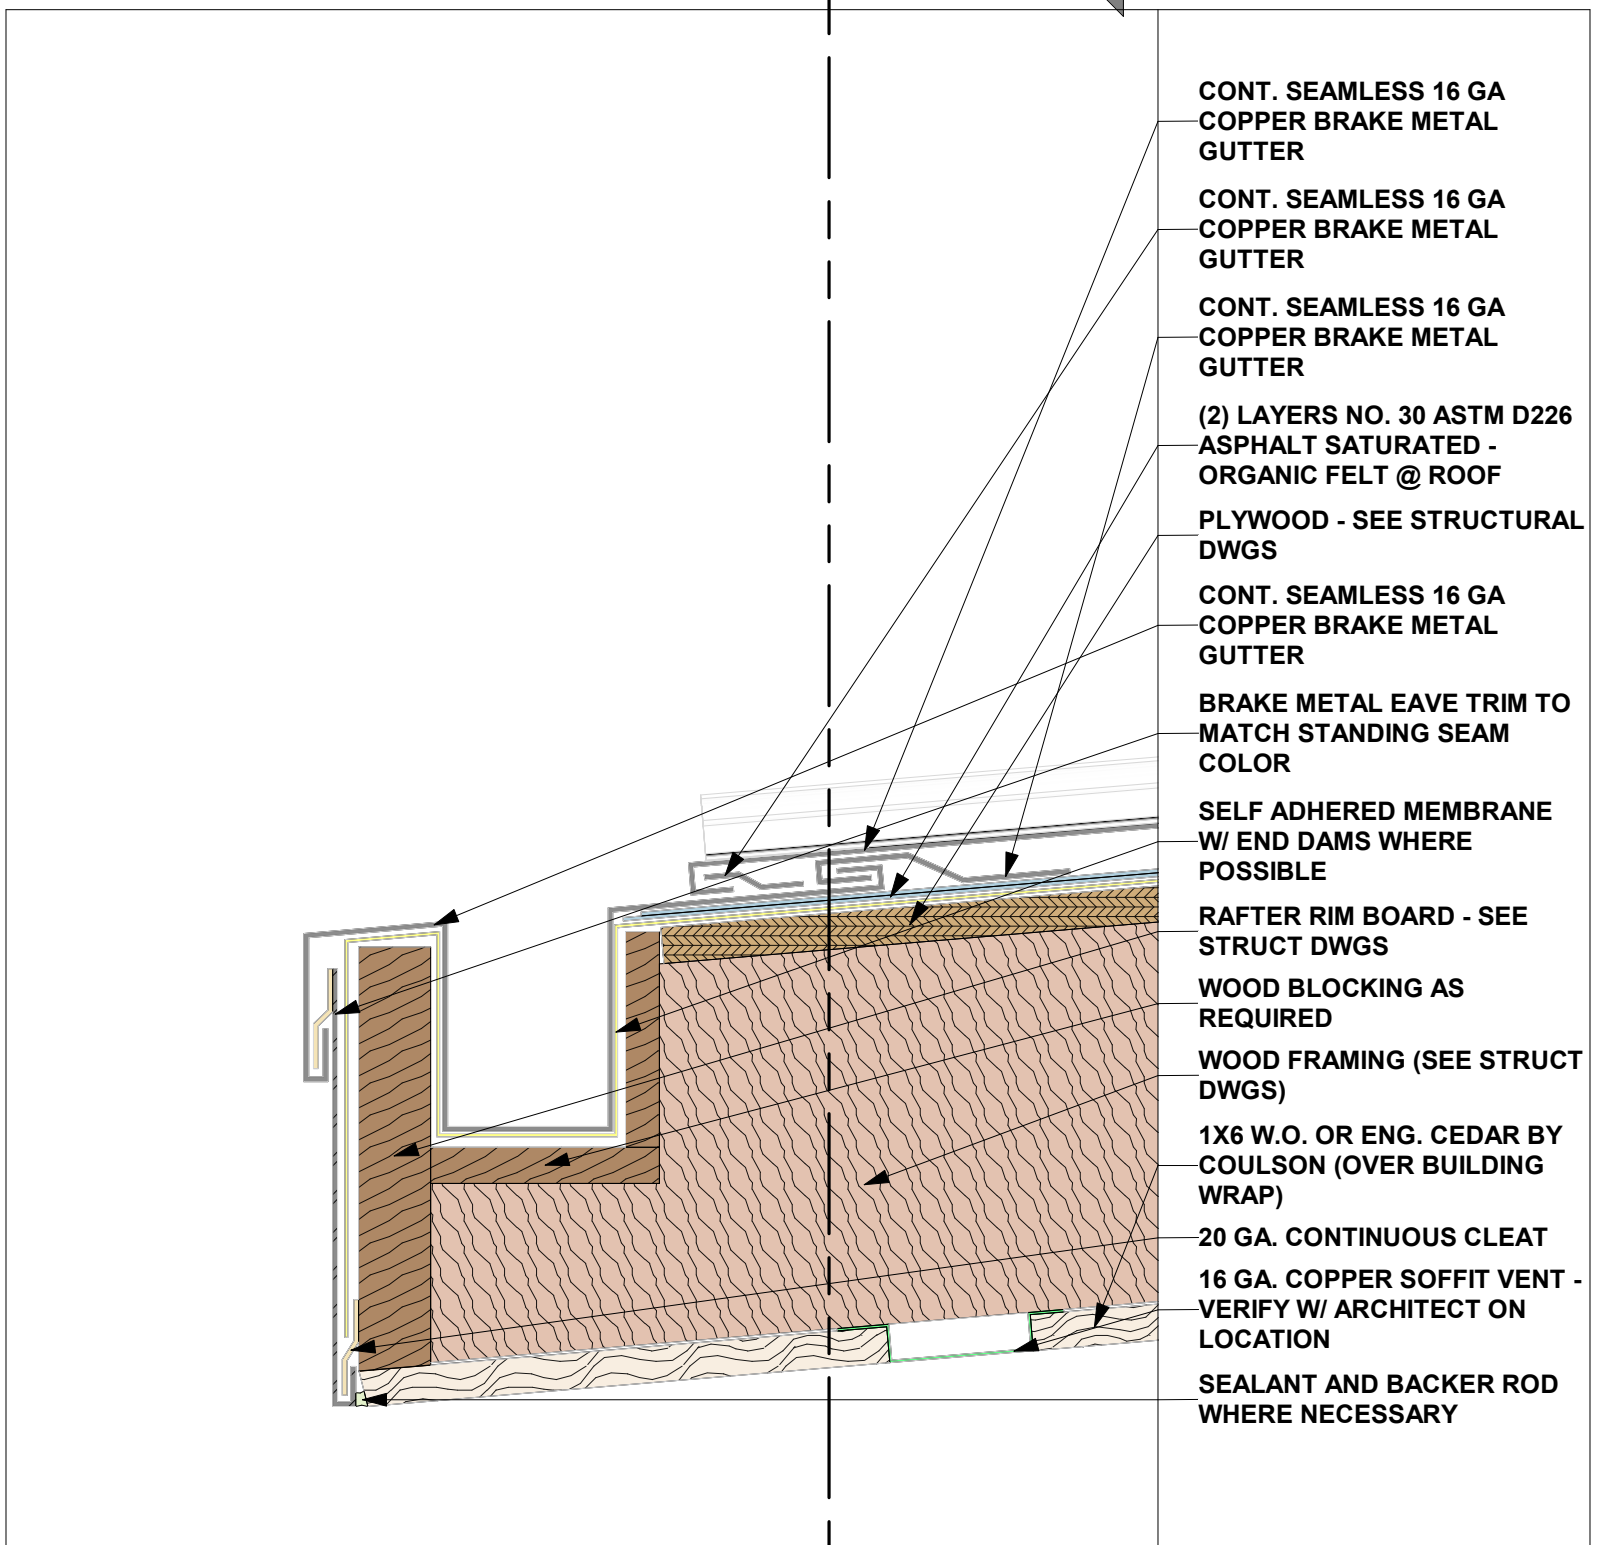 CONT. SEAMLESS 16 GA
COPPER BRAKE METAL
GUTTER
CONT. SEAMLESS 16 GA
COPPER BRAKE METAL
GUTTER
CONT. SEAMLESS 16 GA
COPPER BRAKE METAL
GUTTER
(2) LAYERS NO. 30 ASTM D226
ASPHALT SATURATED -
ORGANIC FELT @ ROOF
PLYWOOD - SEE STRUCTURAL
DWGS
CONT. SEAMLESS 16 GA
COPPER BRAKE METAL
GUTTER
BRAKE METAL EAVE TRIM TO
MATCH STANDING SEAM
COLOR
SELF ADHERED MEMBRANE
W/ END DAMS WHERE
POSSIBLE
RAFTER RIM BOARD - SEE
STRUCT DWGS
WOOD BLOCKING AS
REQUIRED
WOOD FRAMING (SEE STRUCT
DWGS)
1X6 W.O. OR ENG. CEDAR BY
COULSON (OVER BUILDING
WRAP)
20 GA. CONTINUOUS CLEAT
16 GA. COPPER SOFFIT VENT -
VERIFY W/ ARCHITECT ON
LOCATION
SEALANT AND BACKER ROD
WHERE NECESSARY